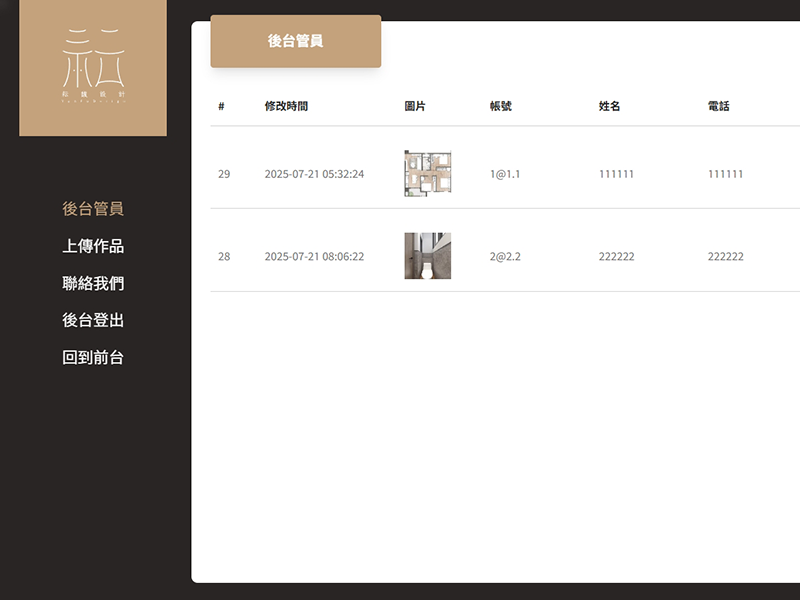 後台管員
上傳作品
聯絡我們
後台登出
回到前台
後台管員
# 修改時間 圖片 帳號 姓名 電話
29 2025-07-21 05:32:24 1@1.1 111111 111111
28 2025-07-21 08:06:22 2@2.2 222222 222222